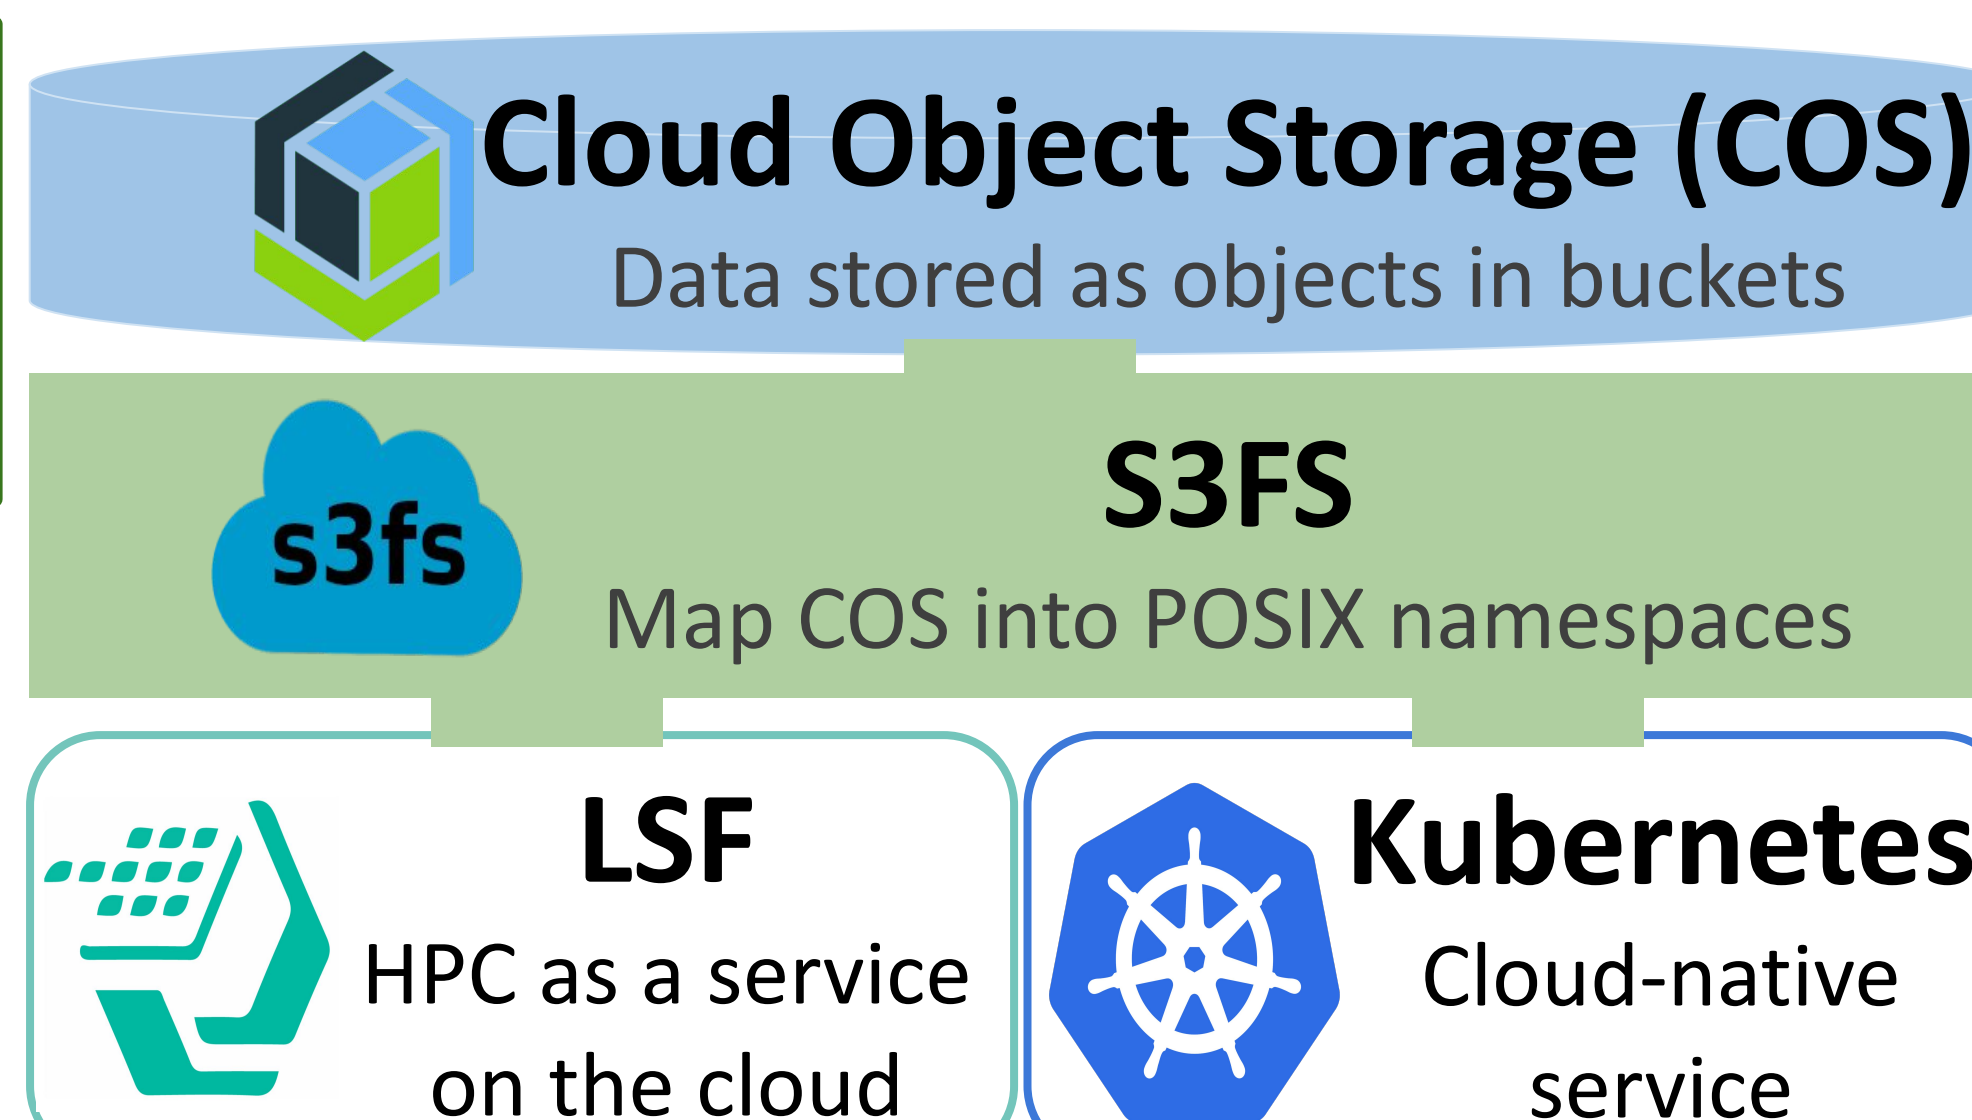 Cloud Object Storage (COS)
Data stored as objects in buckets
s3fs
S3FS
Map COS into POSIX namespaces
LSF
HPC as a service
on the cloud
Kubernetes
Cloud-native
service